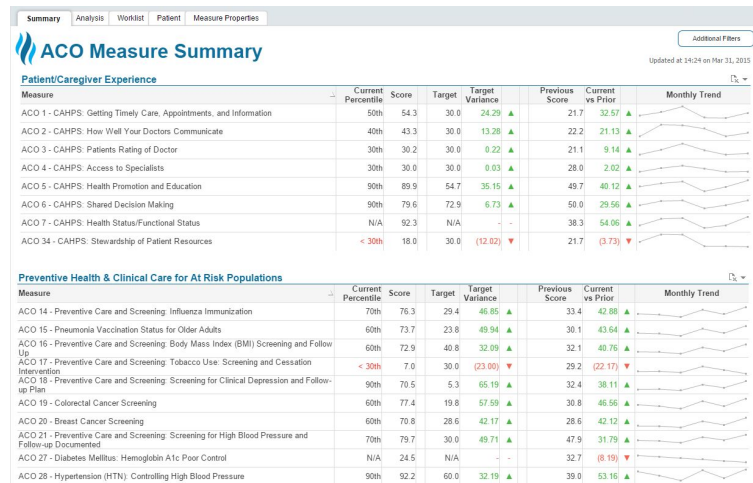 Summary Analysis Worklist Patient Measure Properties
Additional Filters
ACO Measure Summary
Updated at 14:24 on Mar 31, 2015
Patient/Caregiver Experience
Measure Current Percentile Score Target Target Variance Previous Score Current vs Prior Monthly Trend
ACO 1 - CAHPS: Getting Timely Care, Appointments, and Information 50th 54.3 30.0 24.29 ▲ 21.7 32.57 ▲
ACO 2 - CAHPS: How Well Your Doctors Communicate 40th 43.3 30.0 13.28 ▲ 22.2 21.13 ▲
ACO 3 - CAHPS: Patients Rating of Doctor 30th 30.2 30.0 0.22 ▲ 21.1 9.14 ▲
ACO 4 - CAHPS: Access to Specialists 30th 30.0 30.0 0.03 ▲ 28.0 2.02 ▲
ACO 5 - CAHPS: Health Promotion and Education 90th 89.9 54.7 35.15 ▲ 49.7 40.12 ▲
ACO 6 - CAHPS: Shared Decision Making 90th 79.6 72.9 6.73 ▲ 50.0 29.56 ▲
ACO 7 - CAHPS: Health Status/Functional Status N/A 92.3 N/A - - 38.3 54.06 ▲
ACO 34 - CAHPS: Stewardship of Patient Resources < 30th 18.0 30.0 (12.02) ▼ 21.7 (3.73) ▼
Preventive Health & Clinical Care for At Risk Populations
Measure Current Percentile Score Target Target Variance Previous Score Current vs Prior Monthly Trend
ACO 14 - Preventive Care and Screening: Influenza Immunization 70th 76.3 29.4 46.85 ▲ 33.4 42.88 ▲
ACO 15 - Pneumonia Vaccination Status for Older Adults 60th 73.7 23.8 49.94 ▲ 30.1 43.64 ▲
ACO 16 - Preventive Care and Screening: Body Mass Index (BMI) Screening and Follow
Up 60th 72.9 40.8 32.09 ▲ 32.1 40.76 ▲
ACO 17 - Preventive Care and Screening: Tobacco Use: Screening and Cessation
Intervention < 30th 7.0 30.0 (23.00) ▼ 29.2 (22.17) ▼
ACO 18 - Preventive Care and Screening: Screening for Clinical Depression and Follow-
up Plan 90th 70.5 5.3 65.19 ▲ 32.4 38.11 ▲
ACO 19 - Colorectal Cancer Screening 60th 77.4 19.8 57.59 ▲ 30.8 46.56 ▲
ACO 20 - Breast Cancer Screening 60th 70.8 28.6 42.17 ▲ 28.6 42.12 ▲
ACO 21 - Preventive Care and Screening: Screening for High Blood Pressure and
Follow-up Documented 70th 79.7 30.0 49.71 ▲ 47.9 31.79 ▲
ACO 27 - Diabetes Mellitus: Hemoglobin A1c Poor Control N/A 24.5 N/A - - 32.7 (8.19) ▼
ACO 28 - Hypertension (HTN): Controlling High Blood Pressure 90th 92.2 60.0 32.19 ▲ 39.0 53.16 ▲